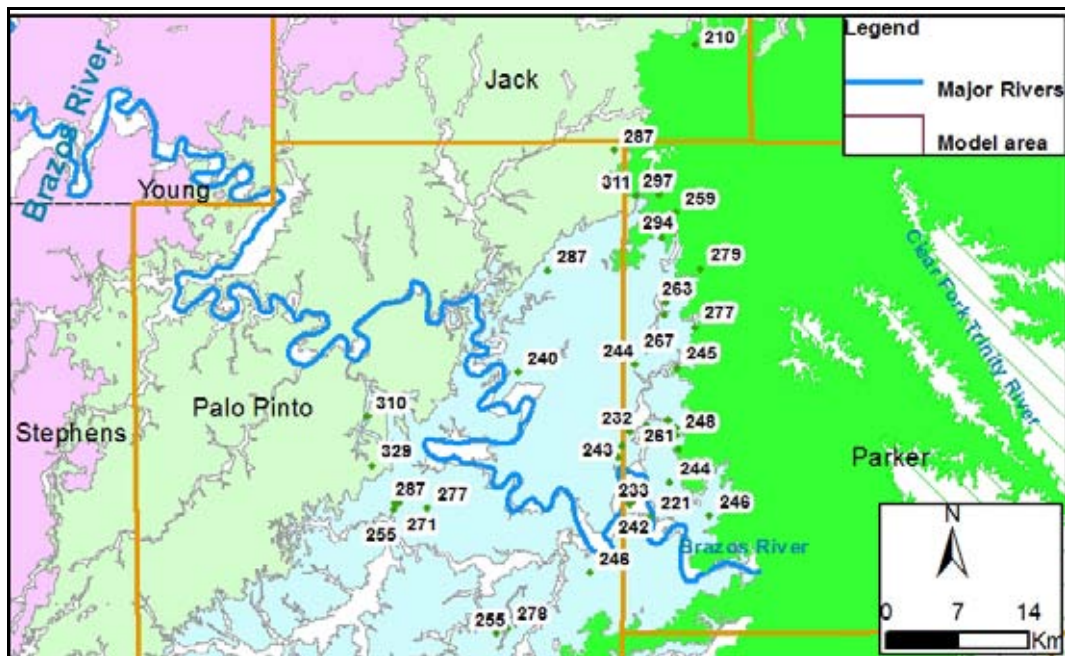 Legend
210
Jack
Major Rivers
Brazos River
Model area
287
Young
311
297
259
294
287
279
Clear Fork Trinity River
263
277
267
244
245
240
310
Palo Pinto
232
261
248
Stephens
243
329
244
Parker
287
277
233
221
246
255
271
242
N
Brazos River
246
0 7 14
Km
255
278